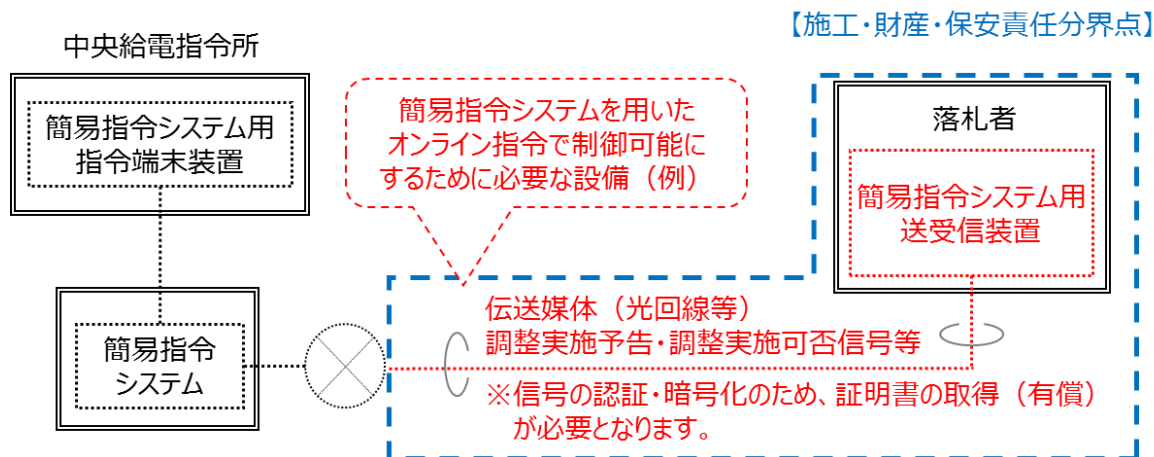 【施工・財産・保安責任分界点】
中央給電指令所
簡易指令システム用
指令端末装置
簡易指令システムを用いた
オンライン指令で制御可能に
するために必要な設備（例）
落札者
簡易指令システム用
送受信装置
簡易指令
システム
伝送媒体（光回線等）
調整実施予告・調整実施可否信号等
※信号の認証・暗号化のため、証明書の取得（有償）
が必要となります。